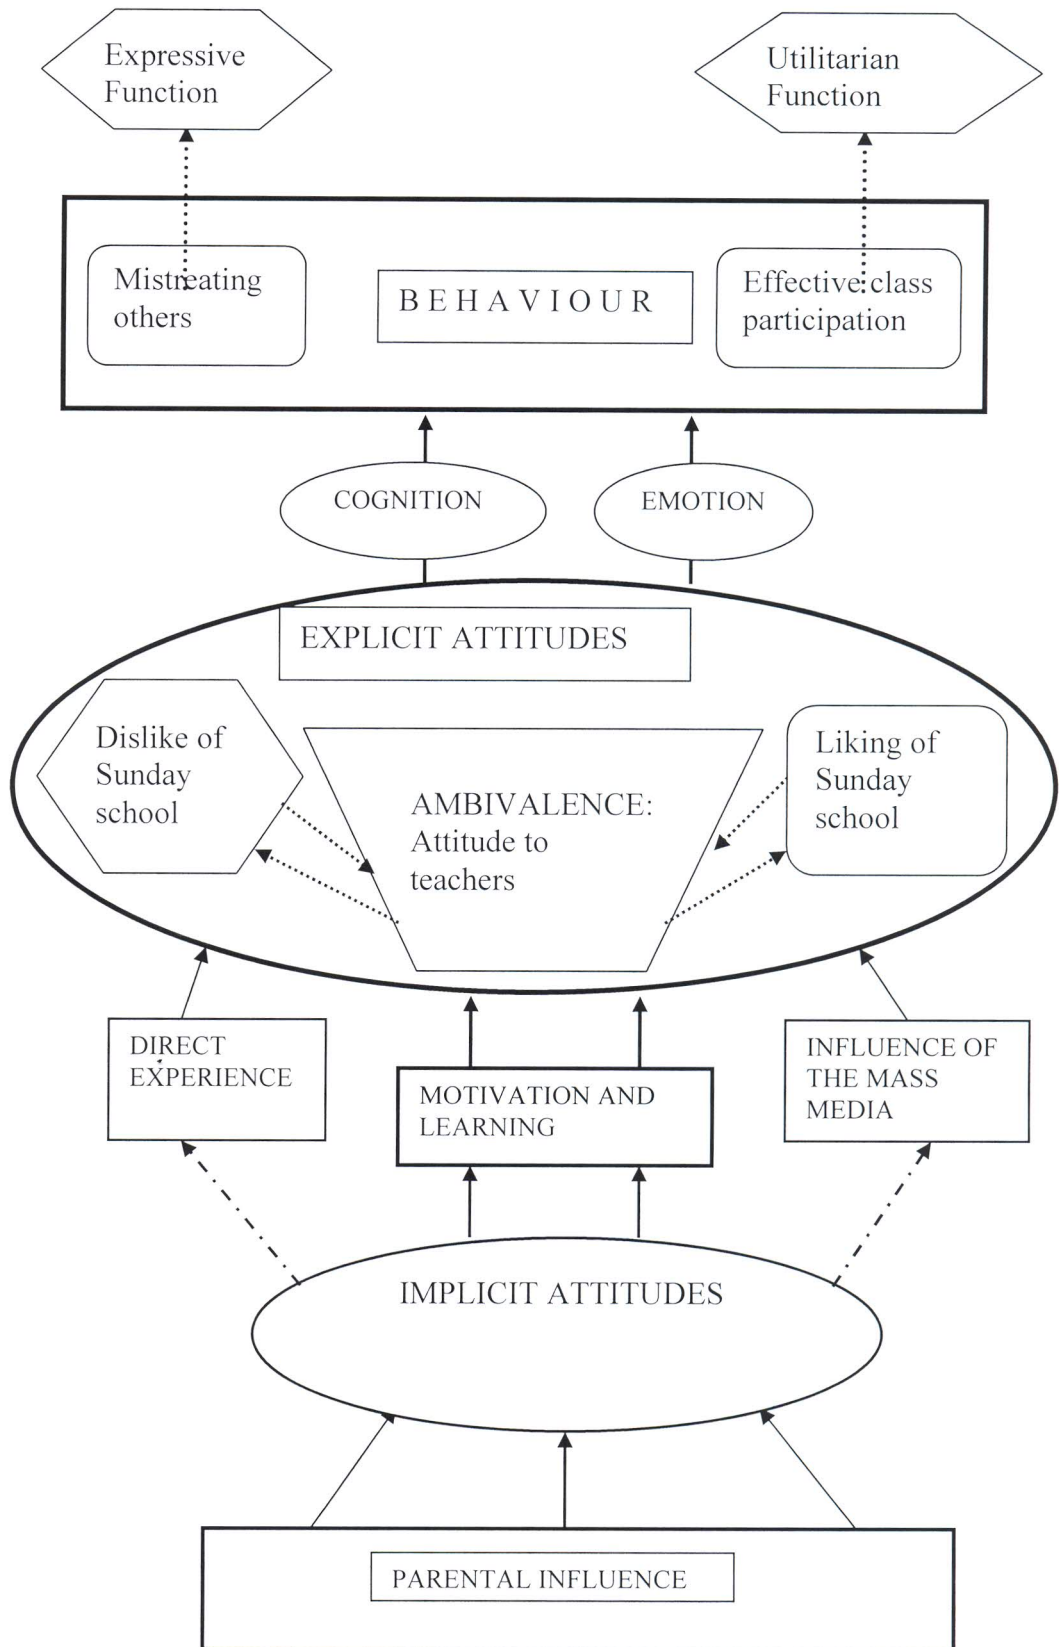 Expressive
Function
Utilitarian
Function
Mistreating
others
B E H A V I O U R
Effective class
participation
COGNITION
EMOTION
EXPLICIT ATTITUDES
Dislike of
Sunday
school
AMBIVALENCE:
Attitude to
teachers
Liking of
Sunday
school
DIRECT
EXPERIENCE
MOTIVATION AND
LEARNING
INFLUENCE OF
THE MASS
MEDIA
IMPLICIT ATTITUDES
PARENTAL INFLUENCE